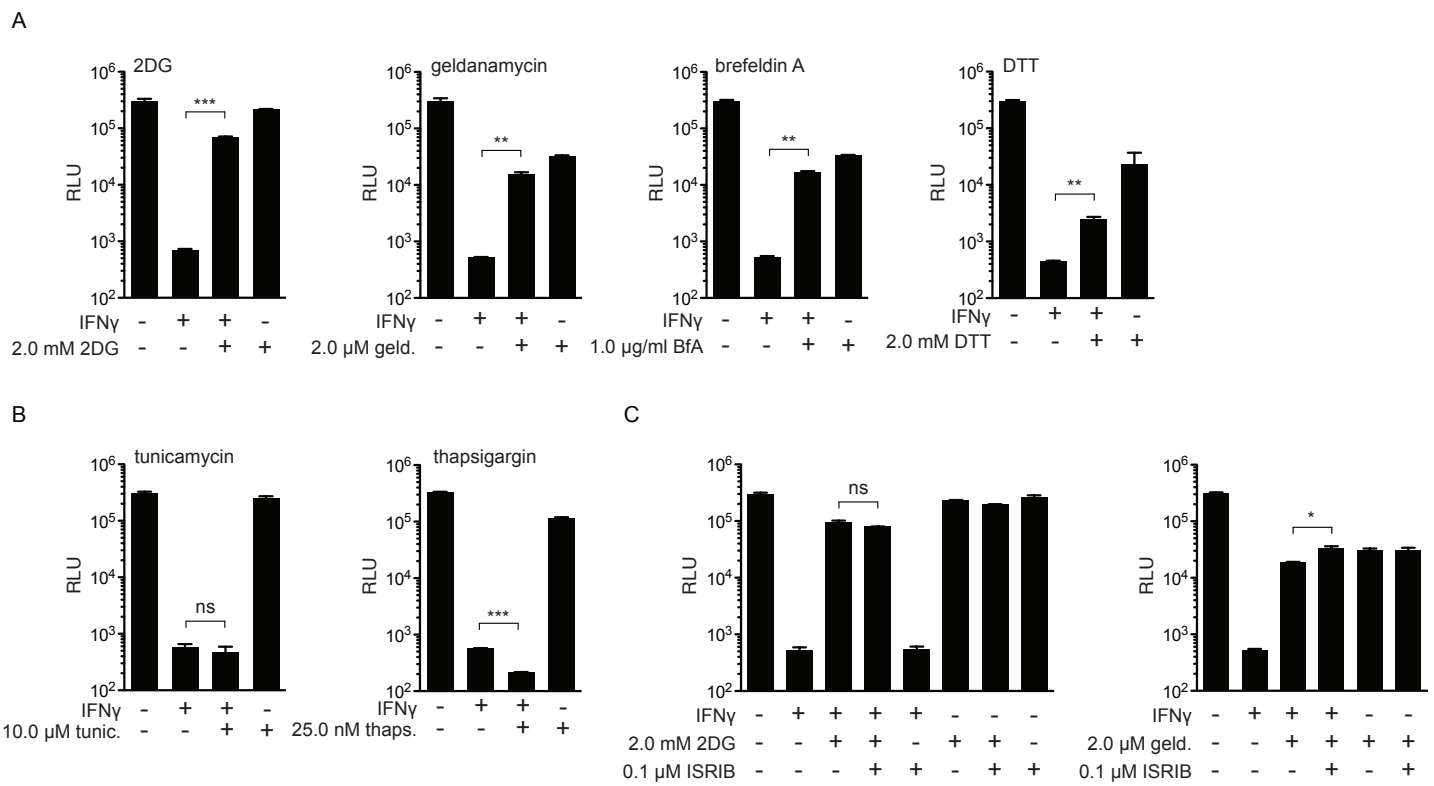 A
2DG
geldanamycin
brefeldin A
DTT
10⁶ 10⁵ 10⁴ 10³ 10²
RLU
***
10⁶ 10⁵ 10⁴ 10³ 10²
RLU
**
10⁶ 10⁵ 10⁴ 10³ 10²
RLU
**
10⁶ 10⁵ 10⁴ 10³ 10²
RLU
**
IFNγ - + + -
2.0 mM 2DG - - + +
IFNγ - + + -
2.0 µM geld. - - + +
IFNγ - + + -
1.0 µg/ml BfA - - + +
IFNγ - + + -
2.0 mM DTT - - + +
B
tunicamycin
thapsigargin
10⁶ 10⁵ 10⁴ 10³ 10²
RLU
ns
10⁶ 10⁵ 10⁴ 10³ 10²
RLU
***
IFNγ - + + -
10.0 µM tunic. - - + +
IFNγ - + + -
25.0 nM thaps. - - + +
C
10⁶ 10⁵ 10⁴ 10³ 10²
RLU
ns
10⁶ 10⁵ 10⁴ 10³ 10²
RLU
*
IFNγ - + + + + - - -
2.0 mM 2DG - - + + - + + -
0.1 µM ISRIB - - - + + - + +
IFNγ - + + + - -
2.0 µM geld. - - + + + +
0.1 µM ISRIB - - - + - +